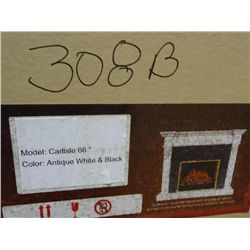 308B
Model: Carlisle 66 "
Color: Antique White & Black